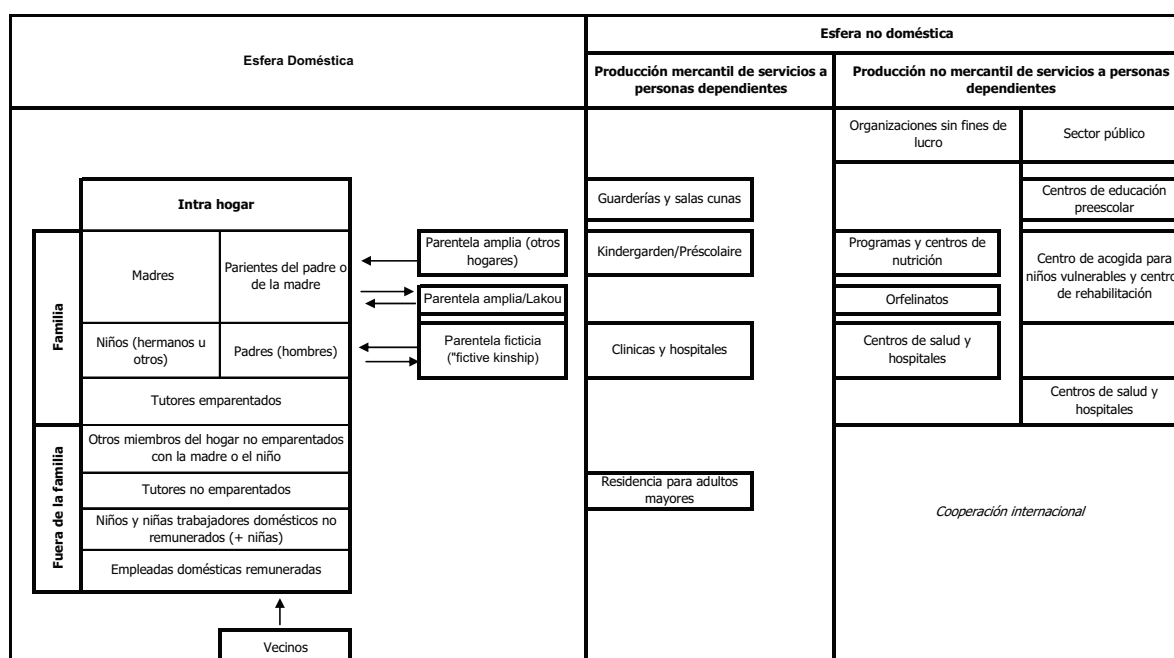 Esfera Doméstica
Esfera no doméstica
Producción mercantil de servicios a
personas dependientes
Producción no mercantil de servicios a personas
dependientes
Organizaciones sin fines de
lucro
Sector público
Intra hogar
Familia
Madres
Parientes del padre o
de la madre
Niños (hermanos u
otros)
Padres (hombres)
Tutores emparentados
Fuera de la familia
Otros miembros del hogar no emparentados
con la madre o el niño
Tutores no emparentados
Niños y niñas trabajadores domésticos no
remunerados (+ niñas)
Empleadas domésticas remuneradas
Vecinos
Parentela amplia (otros
hogares)
Parentela amplia/Lakou
Parentela ficticia
("fictive kinship)
Guarderías y salas cunas
Kindergarden/Préscolaire
Clinicas y hospitales
Residencia para adultos
mayores
Programas y centros de
nutrición
Orfelinatos
Centros de salud y
hospitales
Centros de educación
preescolar
Centro de acogida para
niños vulnerables y centro
de rehabilitación
Centros de salud y
hospitales
Cooperación internacional